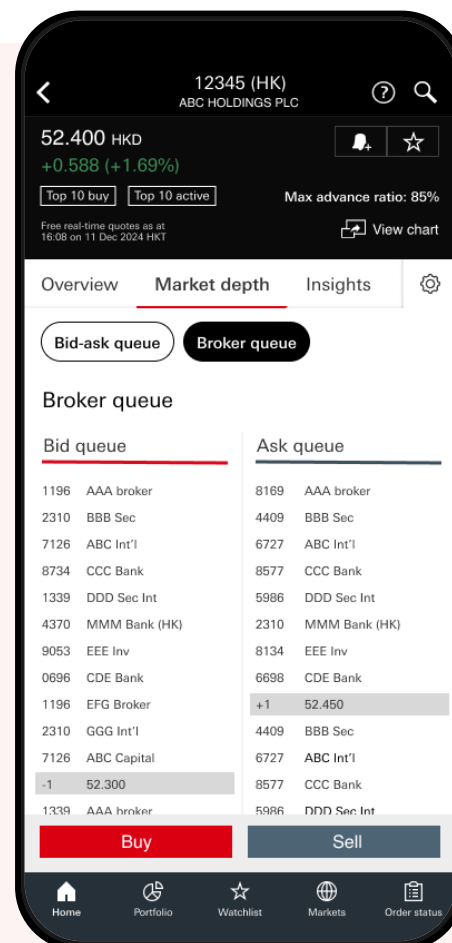 12345 (HK)
ABC HOLDINGS PLC
52.400 HKD
+0.588 (+1.69%)
Top 10 buy Top 10 active Max advance ratio: 85%
Free real-time quotes as at
16:08 on 11 Dec 2024 HKT
View chart
Overview Market depth Insights
Bid-ask queue Broker queue
Broker queue
Bid queue Ask queue
1196 AAA broker 8169 AAA broker
2310 BBB Sec 4409 BBB Sec
7126 ABC Int'l 6727 ABC Int'l
8734 CCC Bank 8577 CCC Bank
1339 DDD Sec Int 5986 DDD Sec Int
4370 MMM Bank (HK) 2310 MMM Bank (HK)
9053 EEE Inv 8134 EEE Inv
0696 CDE Bank 6698 CDE Bank
1196 EFG Broker +1 52.450
2310 GGG Int'l 4409 BBB Sec
7126 ABC Capital 6727 ABC Int'l
-1 52.300 8577 CCC Bank
1339 AAA broker 5986 DDD Sec Int
Buy Sell
Home Portfolio Watchlist Markets Order status